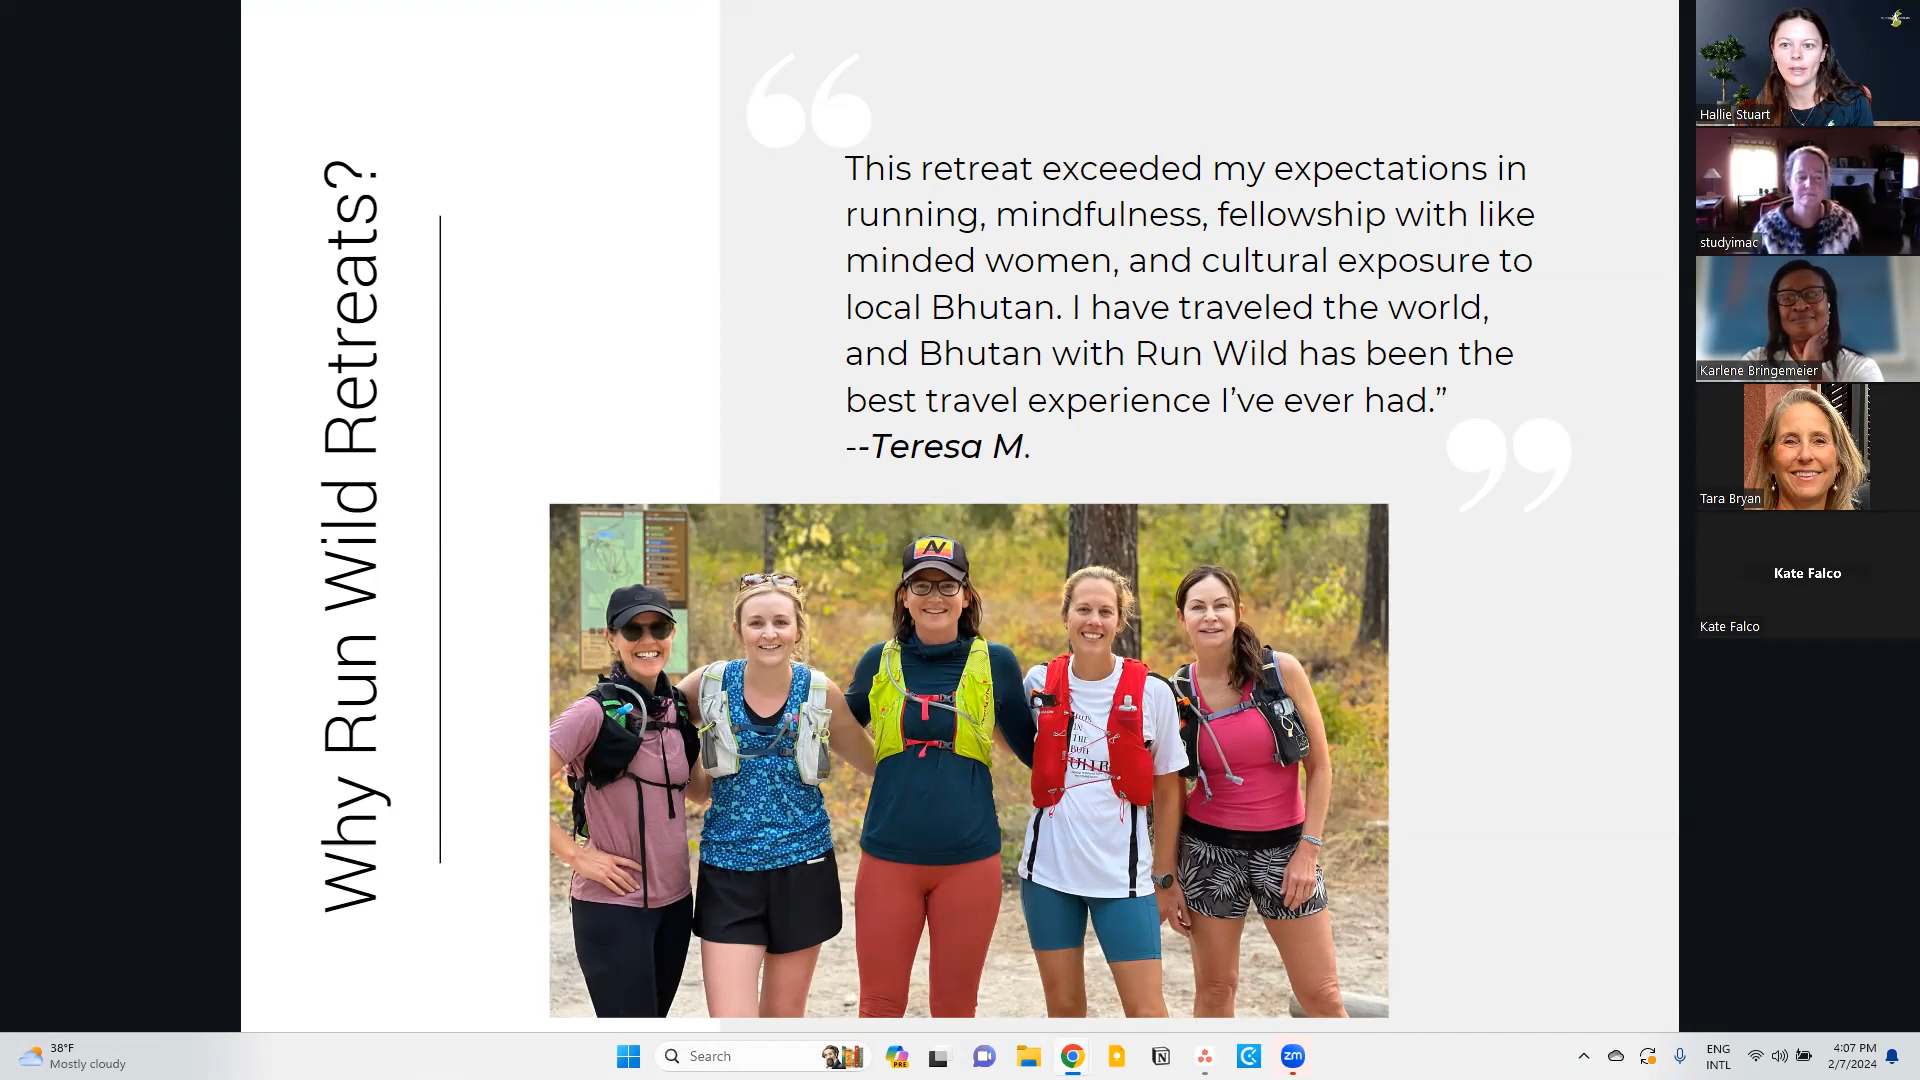 Why Run Wild Retreats?
“
This retreat exceeded my expectations in
running, mindfulness, fellowship with like
minded women, and cultural exposure to
local Bhutan. I have traveled the world,
and Bhutan with Run Wild has been the
best travel experience I’ve ever had.”
--Teresa M.
”
Hallie Stuart
studyimac
Karlene Bringemeier
Tara Bryan
Kate Falco
Kate Falco
38°F
Mostly cloudy
Search
PRE
zm
ENG
INTL
4:07 PM
2/7/2024